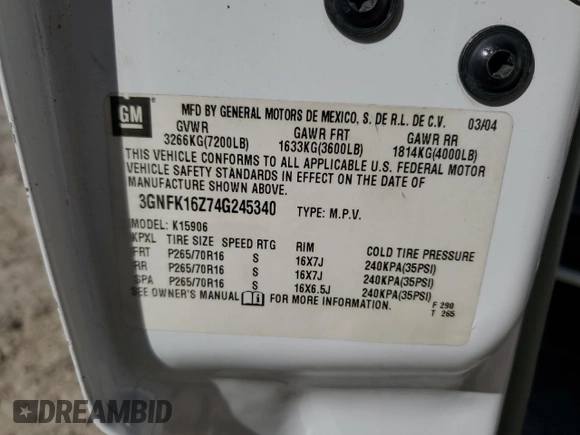 GM
MFD BY GENERAL MOTORS DE MEXICO, S. DE R.L. DE C.V. 03/04
GVWR GAWR FRT GAWR RR
3266KG(7200LB) 1633KG(3600LB) 1814KG(4000LB)
THIS VEHICLE CONFORMS TO ALL APPLICABLE U.S. FEDERAL MOTOR
VEHICLE SAFETY STANDARDS IN EFFECT ON THE DATE OF
MANUFACTURE SHOWN ABOVE.
3GNFK16Z74G245340 TYPE: M.P.V.
MODEL: K15906
KPXL TIRE SIZE SPEED RTG RIM COLD TIRE PRESSURE
FRT P265/70R16 S 16X7J 240KPA(35PSI)
RR P265/70R16 S 16X7J 240KPA(35PSI)
SPA P265/70R16 S 16X6.5J 240KPA(35PSI)
SEE OWNER'S MANUAL FOR MORE INFORMATION. F 290
T 265
DREAMBID